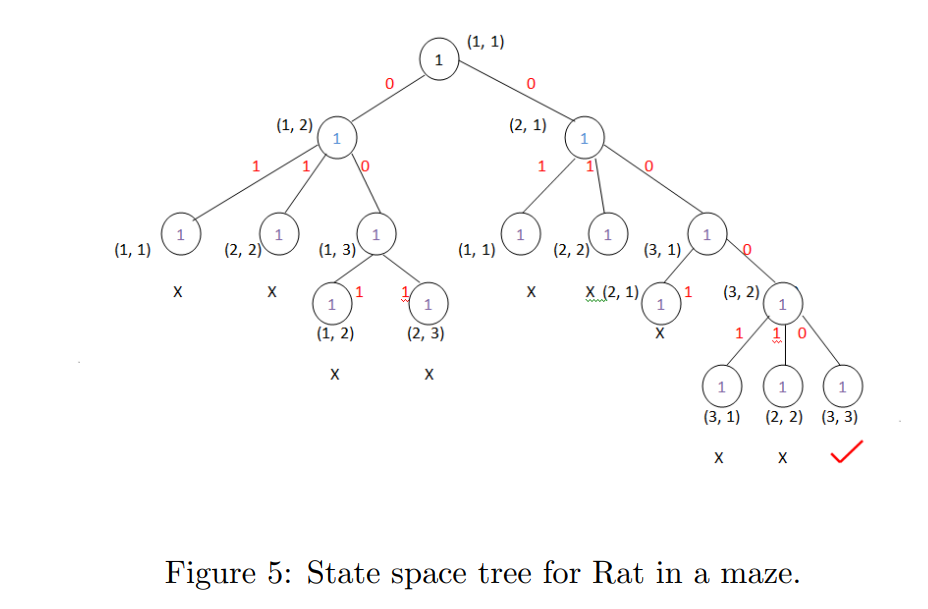 (1, 1)
1
0 0
(1, 2) 1 (2, 1) 1
1 1 0 1 1 0
1 1 1 1 1 1
(1, 1) (2, 2) (1, 3) (1, 1) (2, 2) (3, 1) 0
X X 1 1 X X (2, 1) 1 (3, 2)
1 1 1 1
(1, 2) (2, 3) X 1 1 0
X X
1 1 1
(3, 1) (2, 2) (3, 3)
X X
Figure 5: State space tree for Rat in a maze.